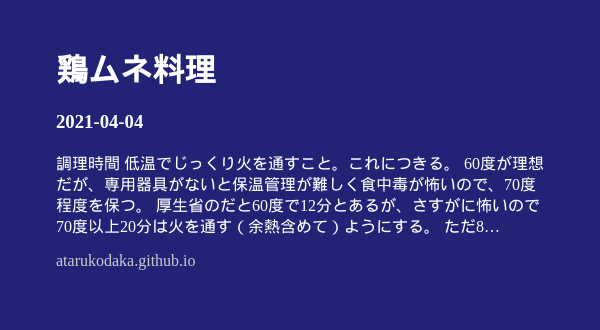 鶏ムネ料理
2021-04-04
調理時間 低温でじっくり火を通すこと。これにつきる。 60度が理想
だが、専用器具がないと保温管理が難しく食中毒が怖いので、70度
程度を保つ。 厚生省のだと60度で12分とあるが、さすがに怖いので
70度以上20分は火を通す（余熱含めて）ようにする。 ただ8…
atarukodaka.github.io